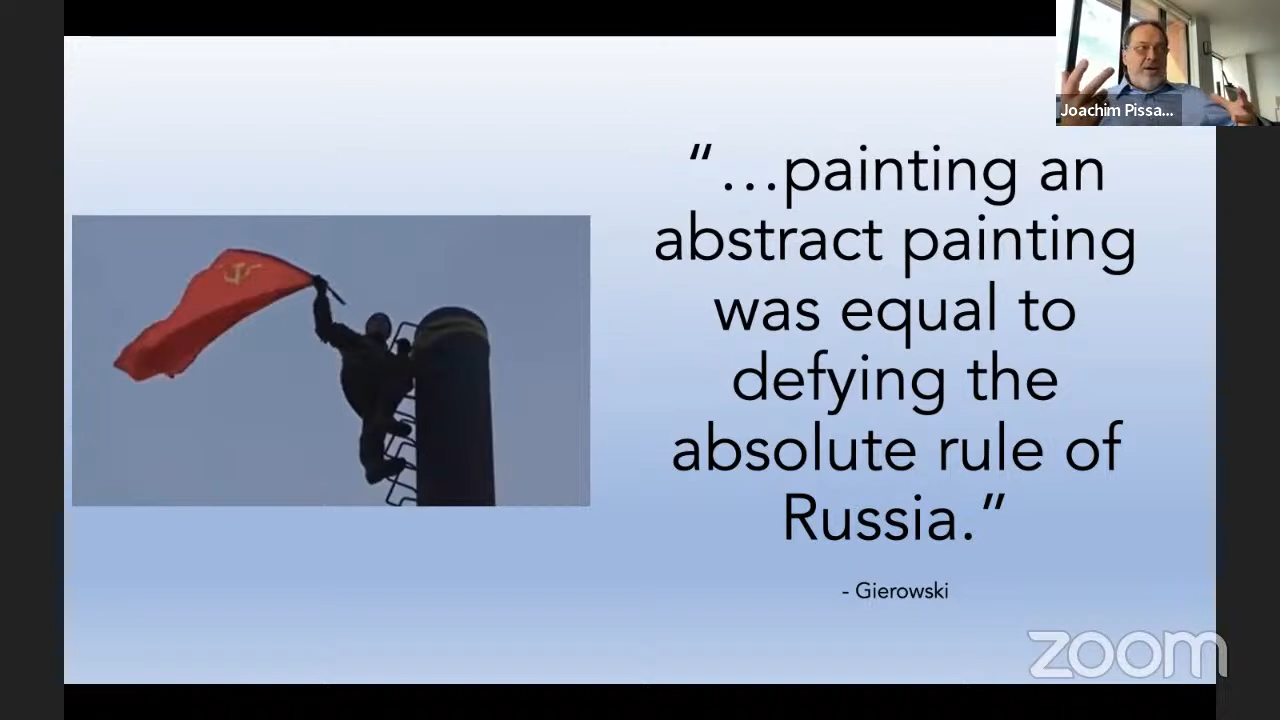 Joachim Pissa...
“...painting an
abstract painting
was equal to
defying the
absolute rule of
Russia.”
- Gierowski
zoom